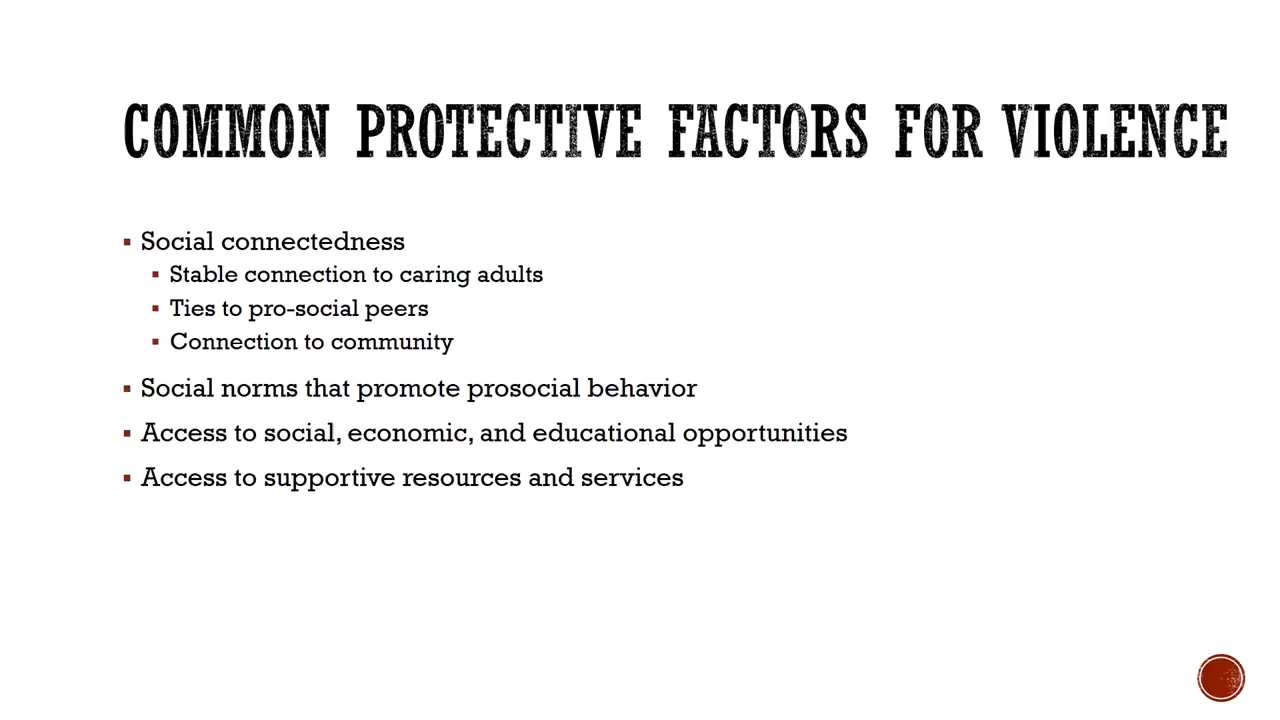 COMMON PROTECTIVE FACTORS FOR VIOLENCE
Social connectedness
Stable connection to caring adults
Ties to pro-social peers
Connection to community
Social norms that promote prosocial behavior
Access to social, economic, and educational opportunities
Access to supportive resources and services